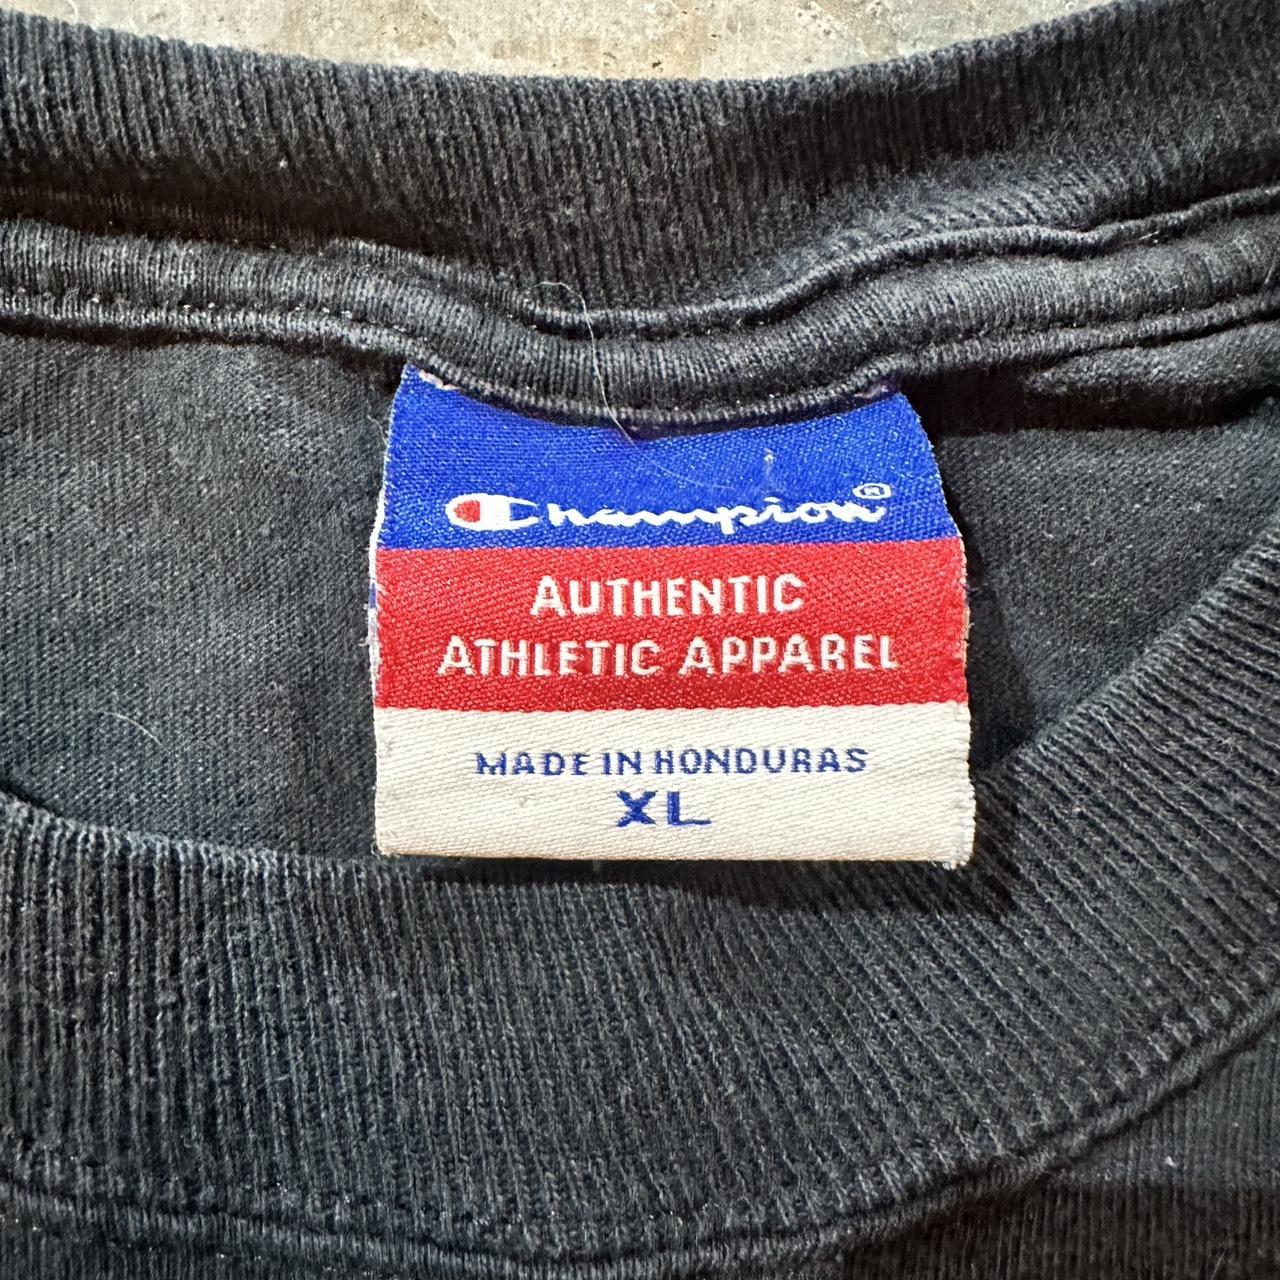 Champion®
AUTHENTIC
ATHLETIC APPAREL
MADE IN HONDURAS
XL